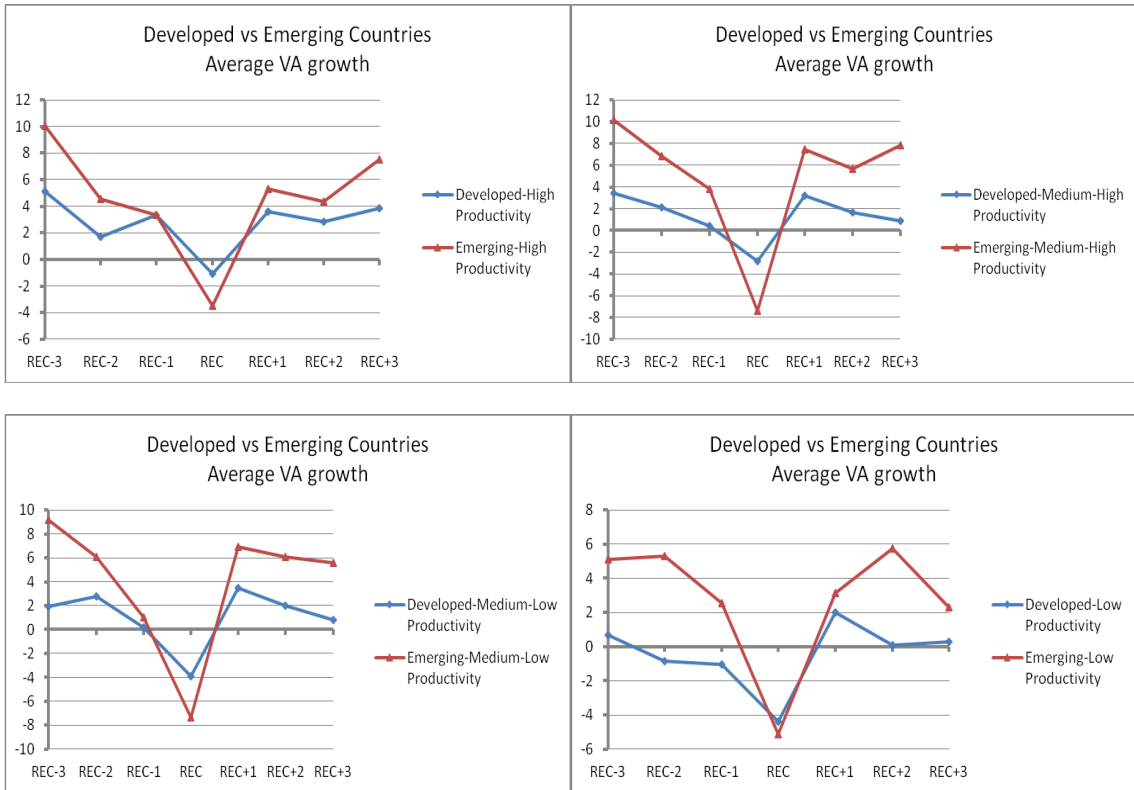 Developed vs Emerging Countries
Average VA growth
12
10
8
6
4
2
0
-2
-4
-6
REC-3 REC-2 REC-1 REC REC+1 REC+2 REC+3
Developed-High
Productivity
Emerging-High
Productivity
Developed vs Emerging Countries
Average VA growth
12
10
8
6
4
2
0
-2
-4
-6
-8
-10
REC-3 REC-2 REC-1 REC REC+1 REC+2 REC+3
Developed-Medium-High
Productivity
Emerging-Medium-High
Productivity
Developed vs Emerging Countries
Average VA growth
10
8
6
4
2
0
-2
-4
-6
-8
-10
REC-3 REC-2 REC-1 REC REC+1 REC+2 REC+3
Developed-Medium-Low
Productivity
Emerging-Medium-Low
Productivity
Developed vs Emerging Countries
Average VA growth
8
6
4
2
0
-2
-4
-6
REC-3 REC-2 REC-1 REC REC+1 REC+2 REC+3
Developed-Low
Productivity
Emerging-Low
Productivity